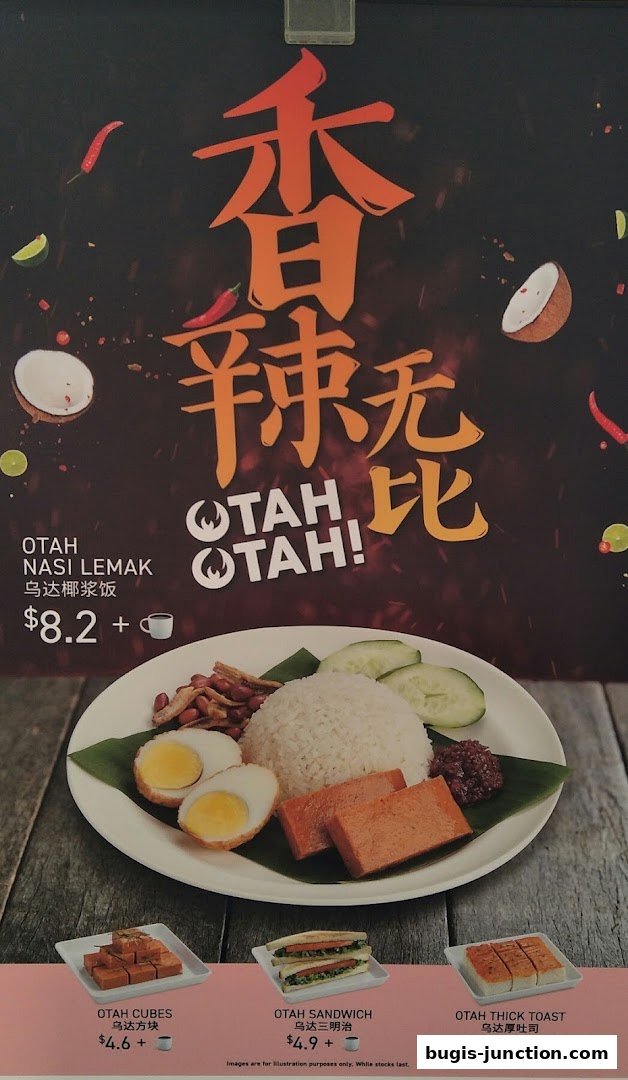 香
辣
无
比
OTAH
OTAH!
OTAH
NASI LEMAK
乌达椰浆饭
$8.2 +
OTAH CUBES
乌达方块
$4.6 +
OTAH SANDWICH
乌达三明治
$4.9 +
OTAH THICK TOAST
乌达厚吐司
Images are for illustration purposes only. While stocks last.
bugis-junction.com